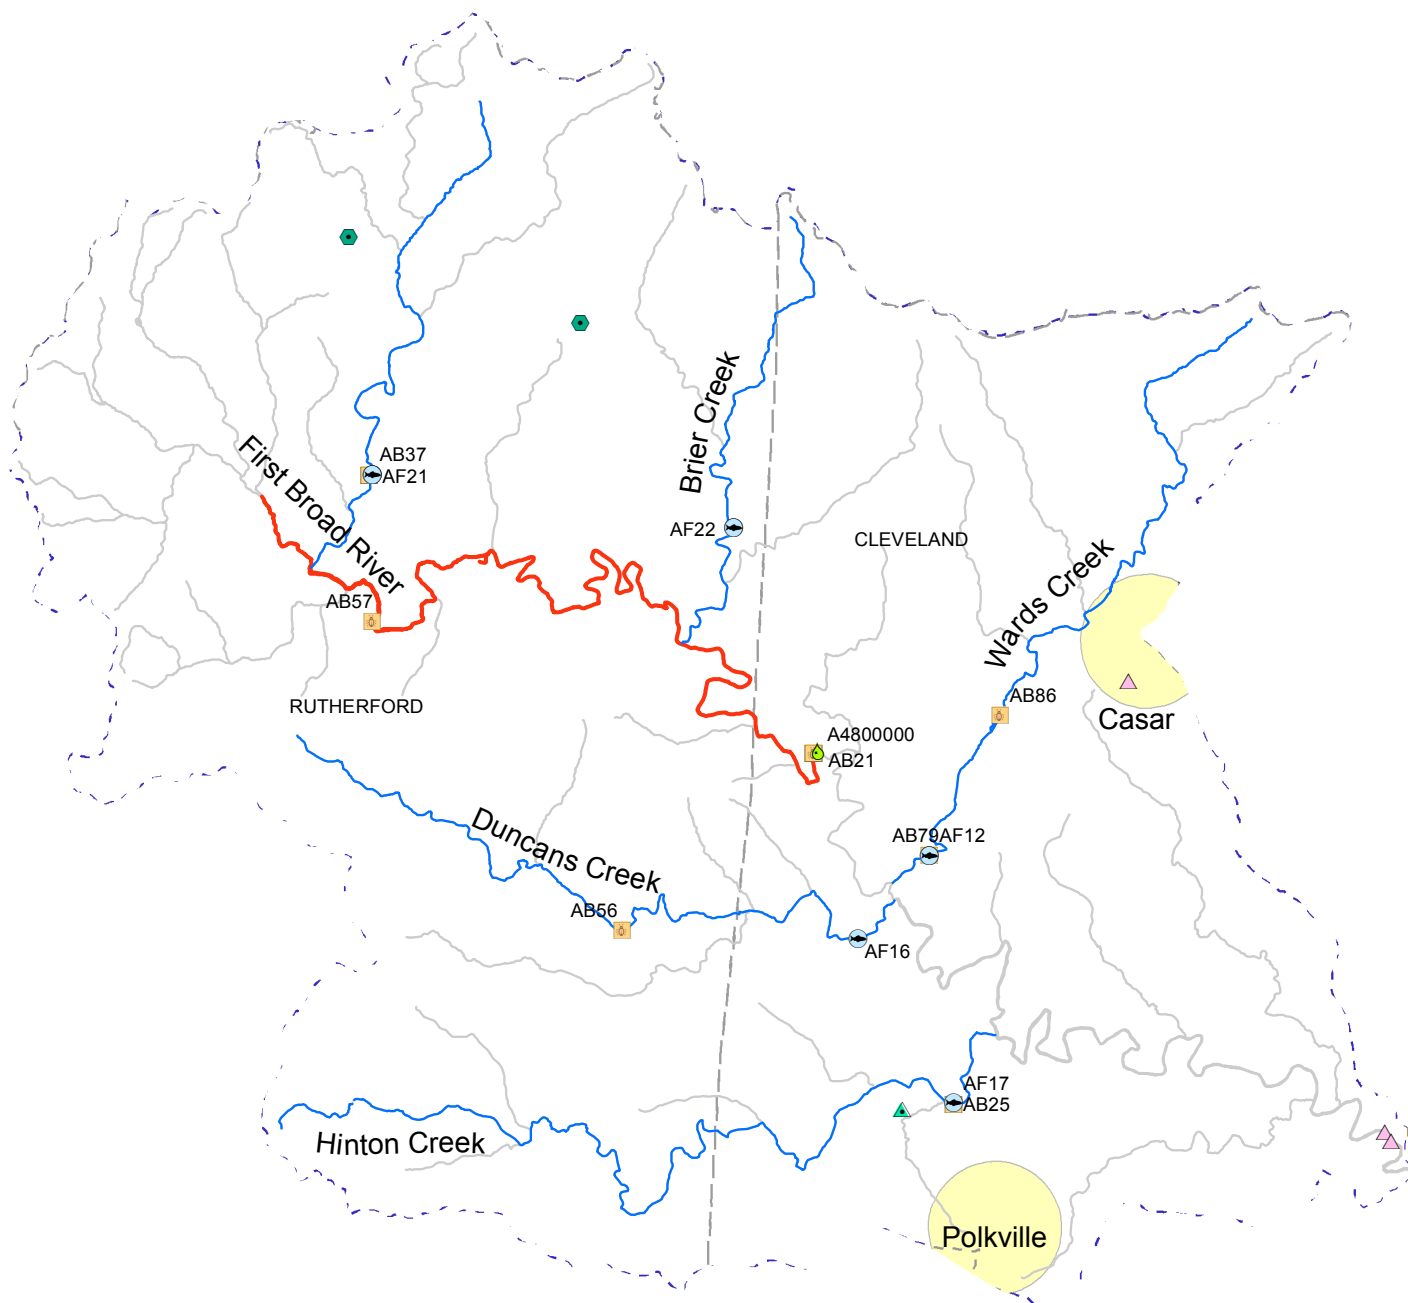 Brier Creek
First Broad River
AB37
AF21
AF22
CLEVELAND
Wards Creek
AB57
RUTHERFORD
AB86
Casar
A4800000
AB21
Duncans Creek
AB79AF12
AB56
AF16
AF17
AB25
Hinton Creek
Polkville